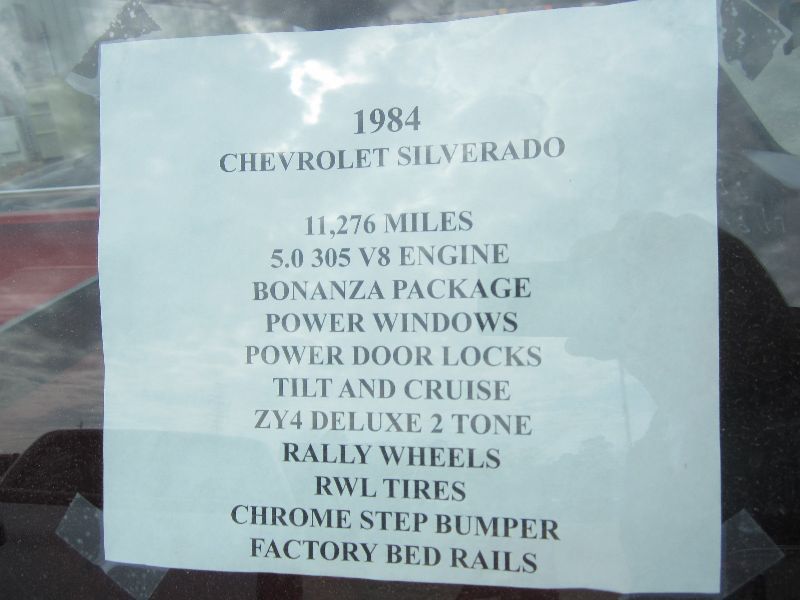 1984
CHEVROLET SILVERADO
11,276 MILES
5.0 305 V8 ENGINE
BONANZA PACKAGE
POWER WINDOWS
POWER DOOR LOCKS
TILT AND CRUISE
ZY4 DELUXE 2 TONE
RALLY WHEELS
RWL TIRES
CHROME STEP BUMPER
FACTORY BED RAILS